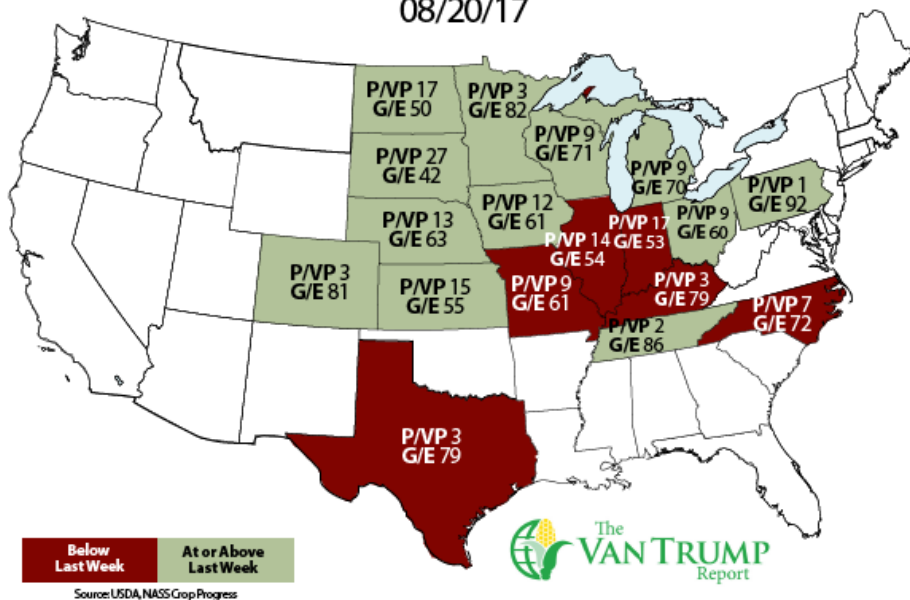 08/20/17
P/VP 17
G/E 50
P/VP 3
G/E 82
P/VP 9
G/E 71
P/VP 27
G/E 42
P/VP 9
G/E 70
P/VP 1
G/E 92
P/VP 12
G/E 61
P/VP 13
G/E 63
P/VP 9
G/E 60
P/VP 17
G/E 53
P/VP 14
G/E 54
P/VP 3
G/E 81
P/VP 15
G/E 55
P/VP 9
G/E 61
P/VP 3
G/E 79
P/VP 7
G/E 72
P/VP 2
G/E 86
P/VP 3
G/E 79
Below
Last Week
At or Above
Last Week
Source: USDA, NASS Crop Progress
The
VAN TRUMP
Report